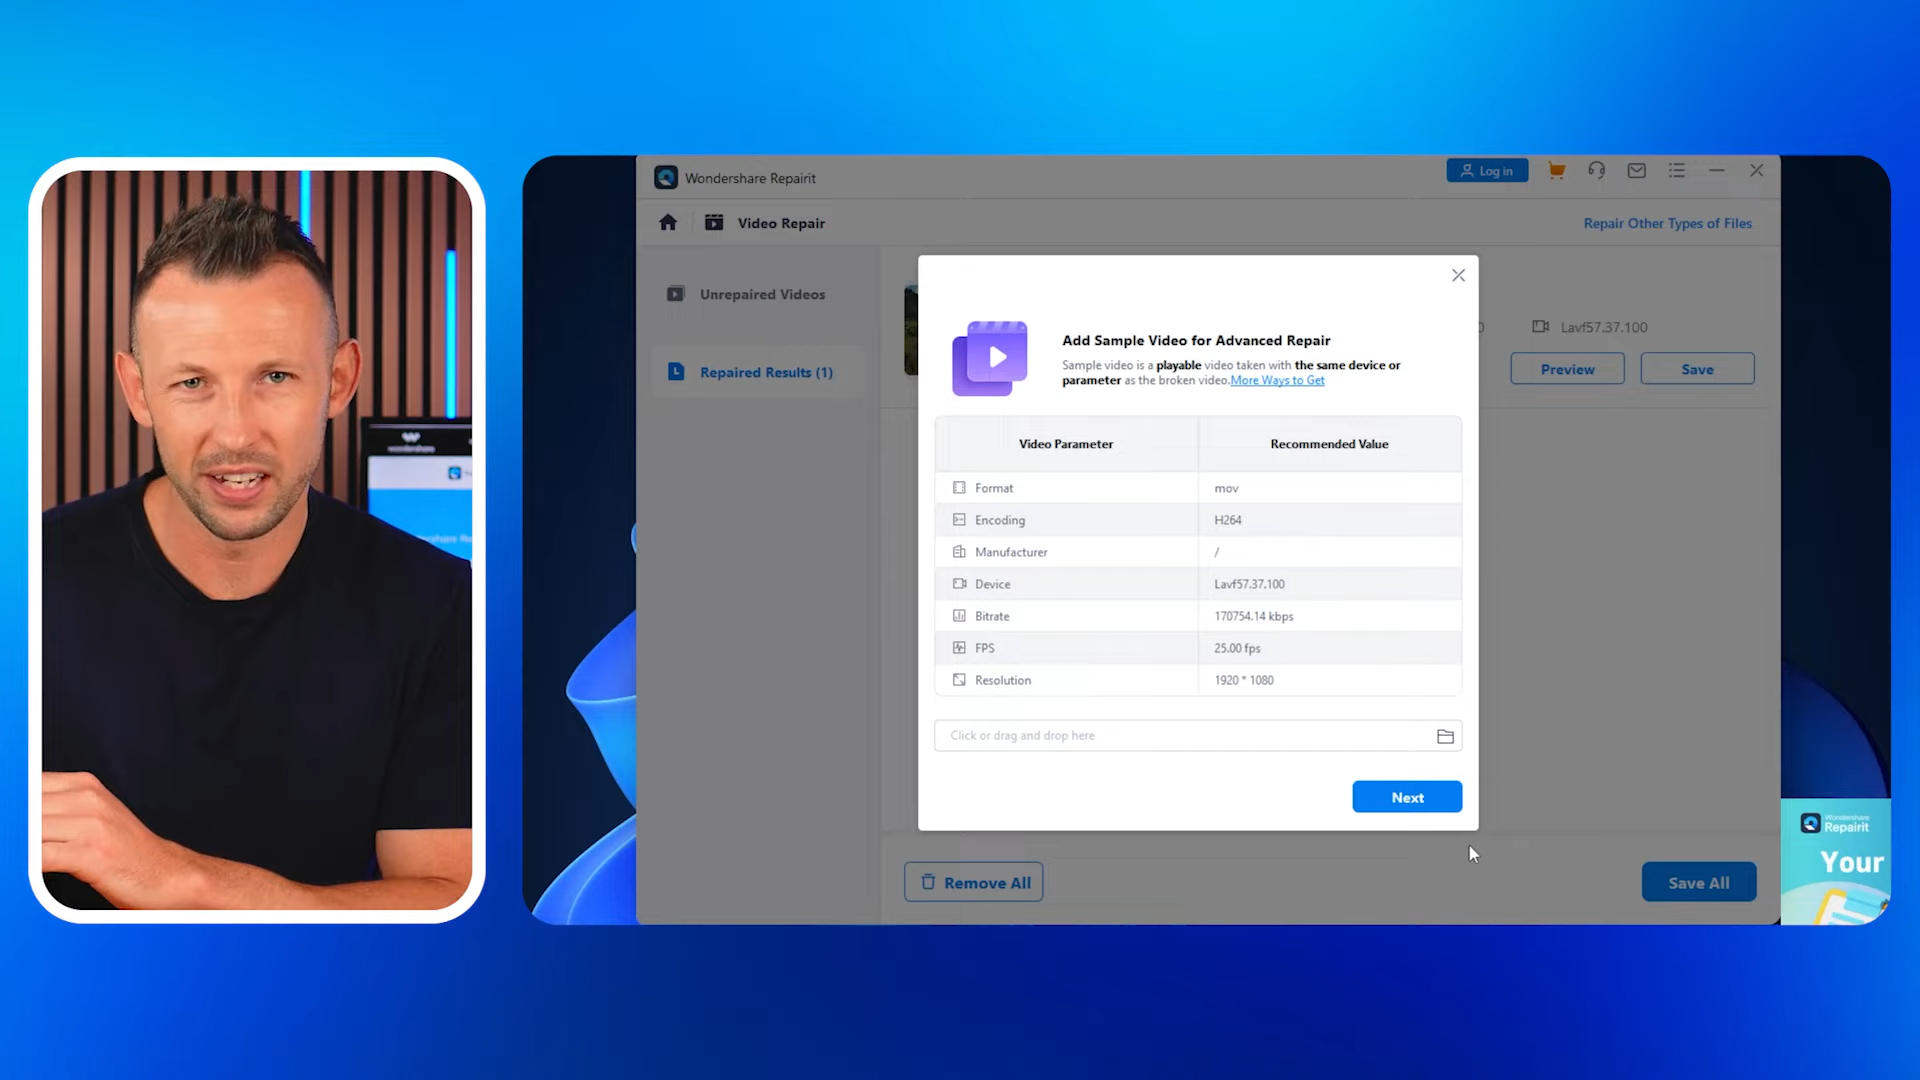 Wondershare Repairit
Log in
Video Repair
Repair Other Types of Files
Unrepaired Videos
Repaired Results (1)
Lavf57.37.100
Preview
Save
Add Sample Video for Advanced Repair
Sample video is a playable video taken with the same device or
parameter as the broken video.More Ways to Get
Video Parameter
Recommended Value
Format
mov
Encoding
H264
Manufacturer
/
Device
Lavf57.37.100
Bitrate
170754.14 kbps
FPS
25.00 fps
Resolution
1920 * 1080
Click or drag and drop here
Next
Remove All
Save All
Wondershare
Repairit
Your
wondershare